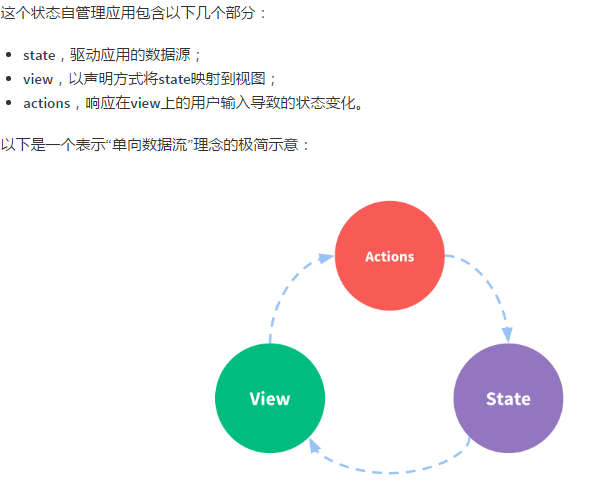 这个状态自管理应用包含以下几个部分：
• state，驱动应用的数据源；
• view，以声明方式将state映射到视图；
• actions，响应在view上的用户输入导致的状态变化。
以下是一个表示“单向数据流”理念的极简示意：
Actions
View
State